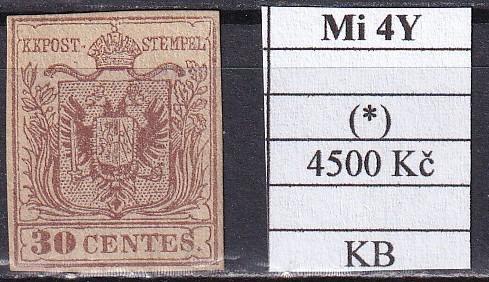 KKPOST-STEMPEL
30 CENTES.
Mi 4Y
(*)
4500 Kč
KB